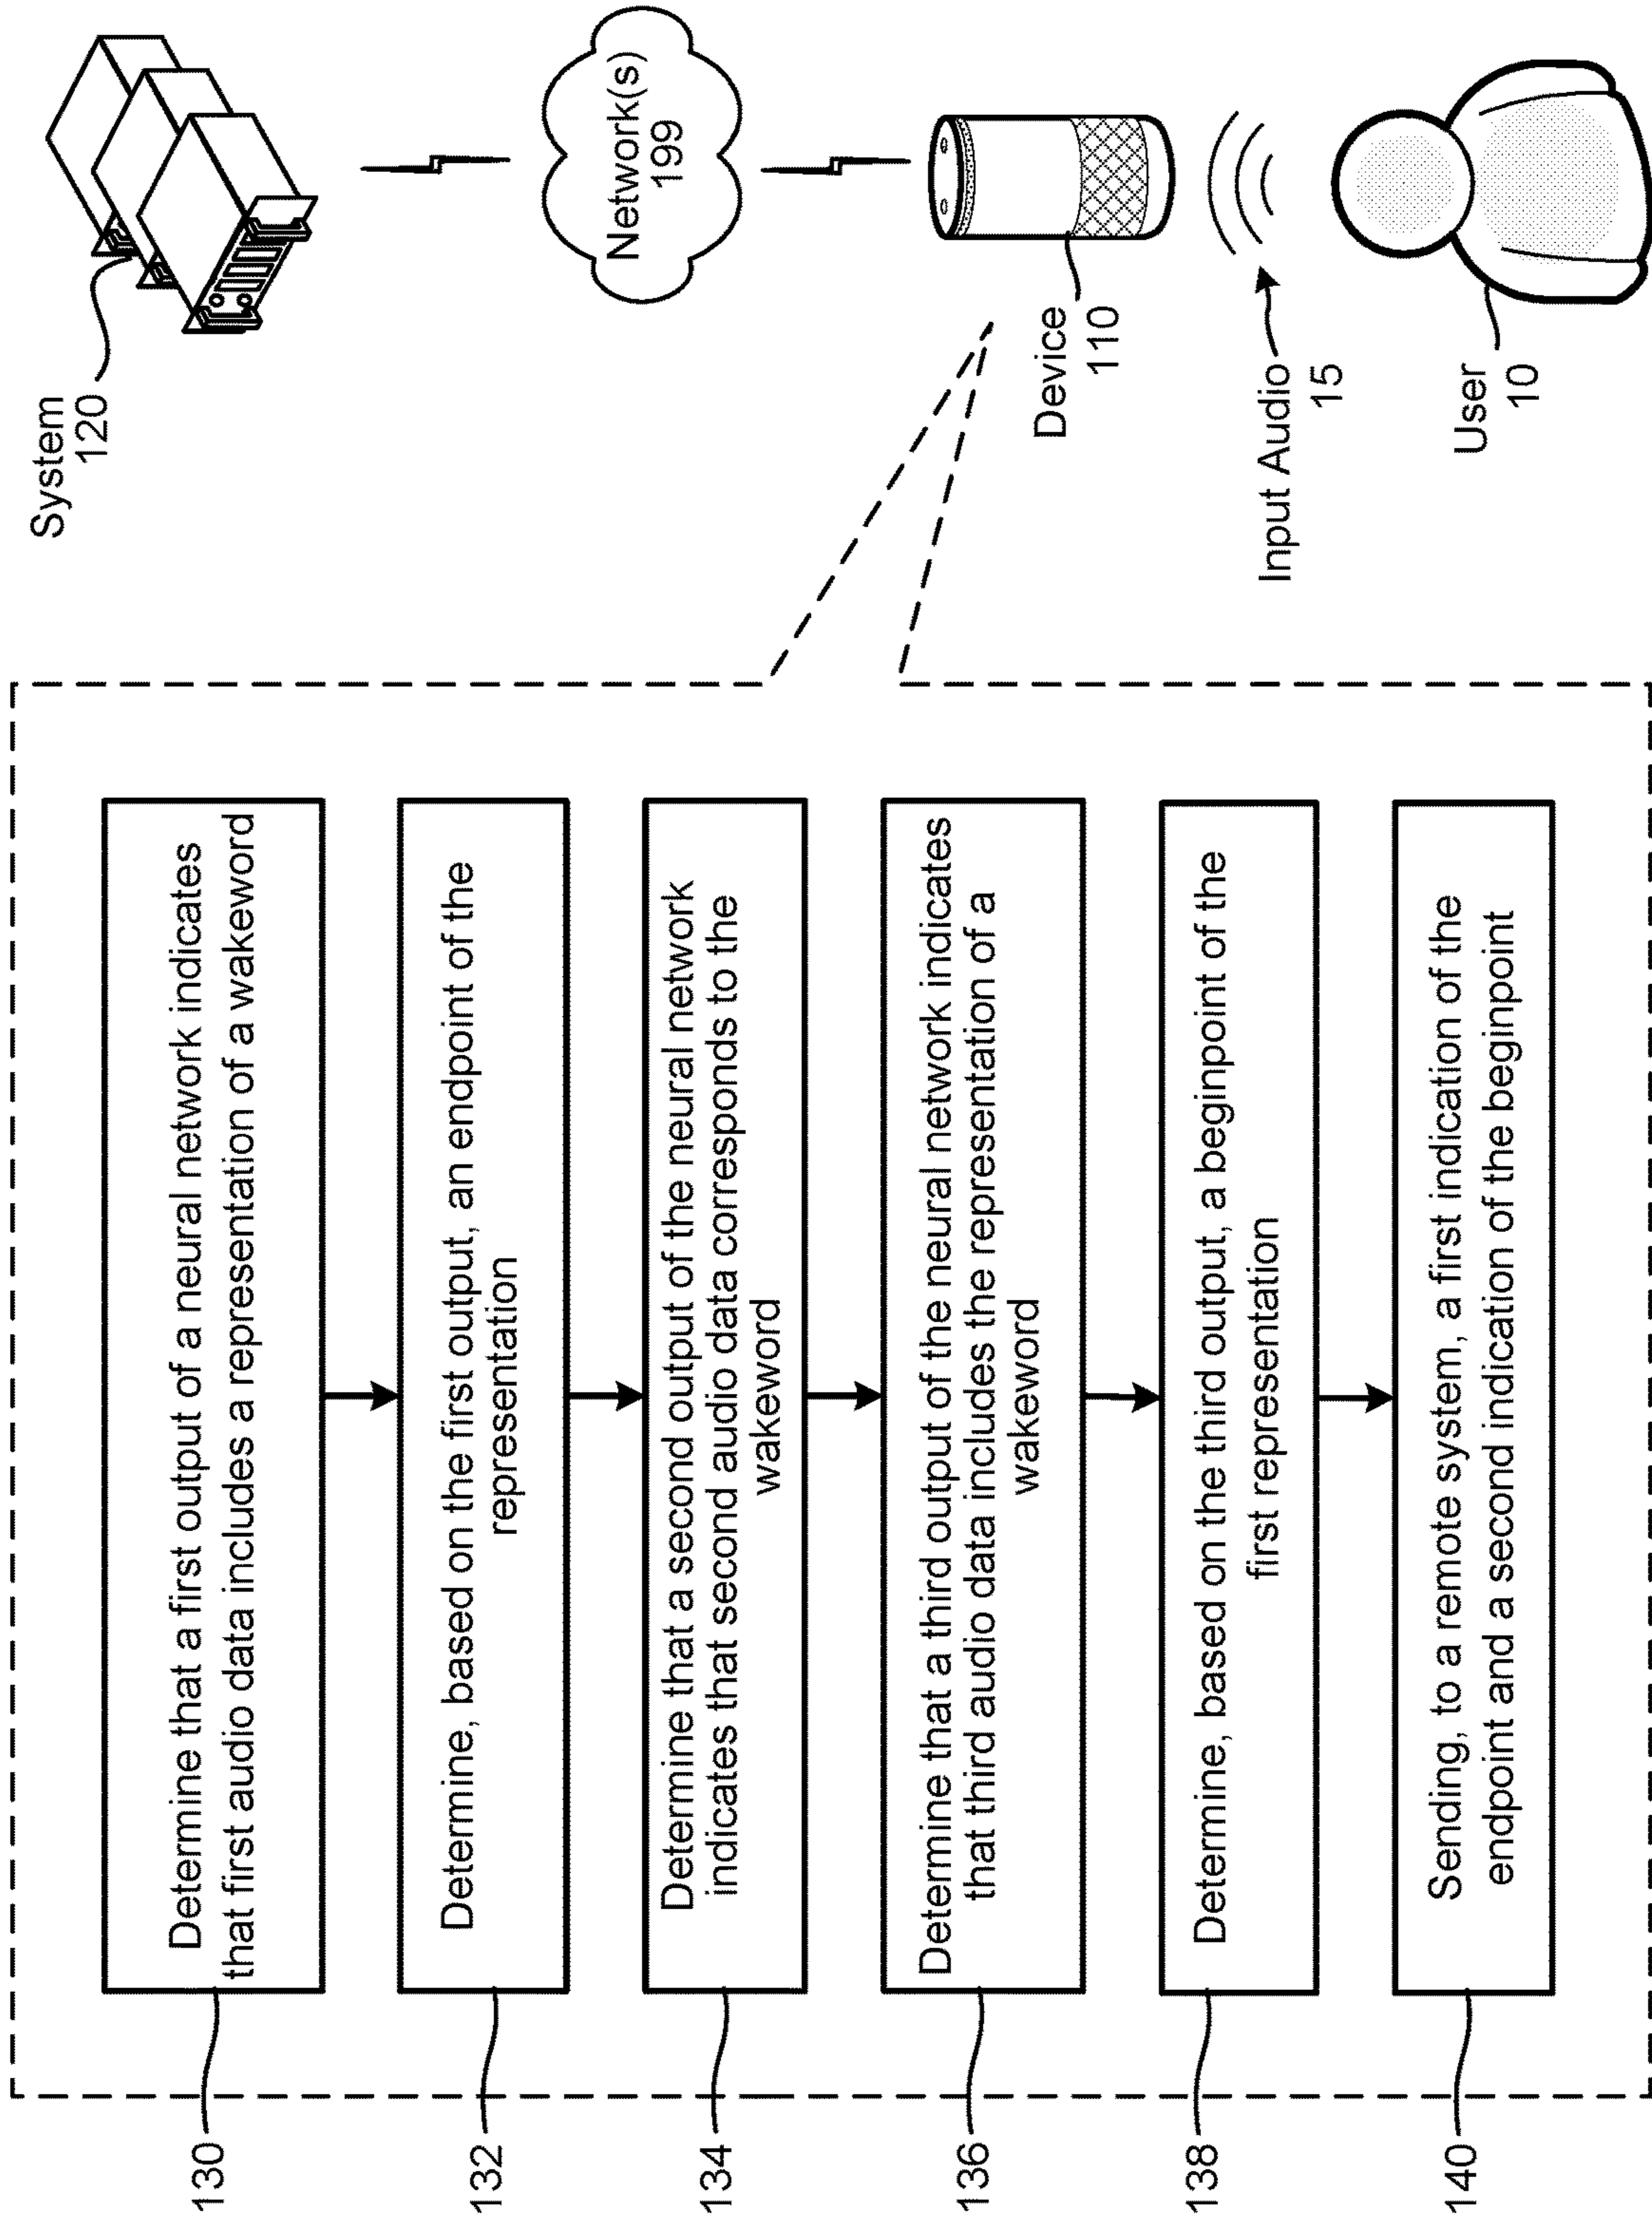 130
Determine that a first output of a neural network indicates
that first audio data includes a representation of a wakeword
132
Determine, based on the first output, an endpoint of the
representation
134
Determine that a second output of the neural network
indicates that second audio data corresponds to the
wakeword
136
Determine that a third output of the neural network indicates
that third audio data includes the representation of a
wakeword
138
Determine, based on the third output, a beginpoint of the
first representation
140
Sending, to a remote system, a first indication of the
endpoint and a second indication of the beginpoint
System
120
Network(s)
199
Device
110
Input Audio
15
User
10